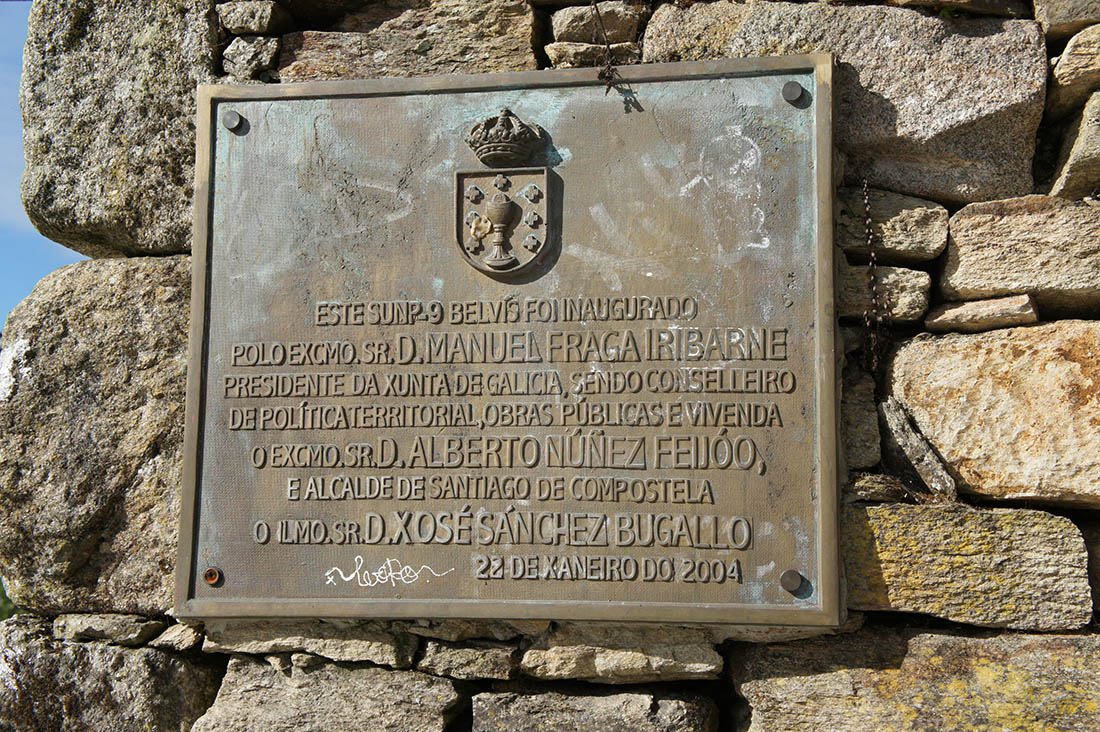 ESTE SUNP-9 BELVÍS FOI INAUGURADO
POLO EXCMO. SR. D. MANUEL FRAGA IRIBARNE
PRESIDENTE DA XUNTA DE GALICIA, SENDO CONSELLEIRO
DE POLÍTICA TERRITORIAL, OBRAS PÚBLICAS E VIVENDA
O EXCMO. SR. D. ALBERTO NÚÑEZ FEIJÓO,
E ALCALDE DE SANTIAGO DE COMPOSTELA
O ILMO. SR. D. XOSÉ SÁNCHEZ BUGALLO
22 DE XANEIRO DO 2004